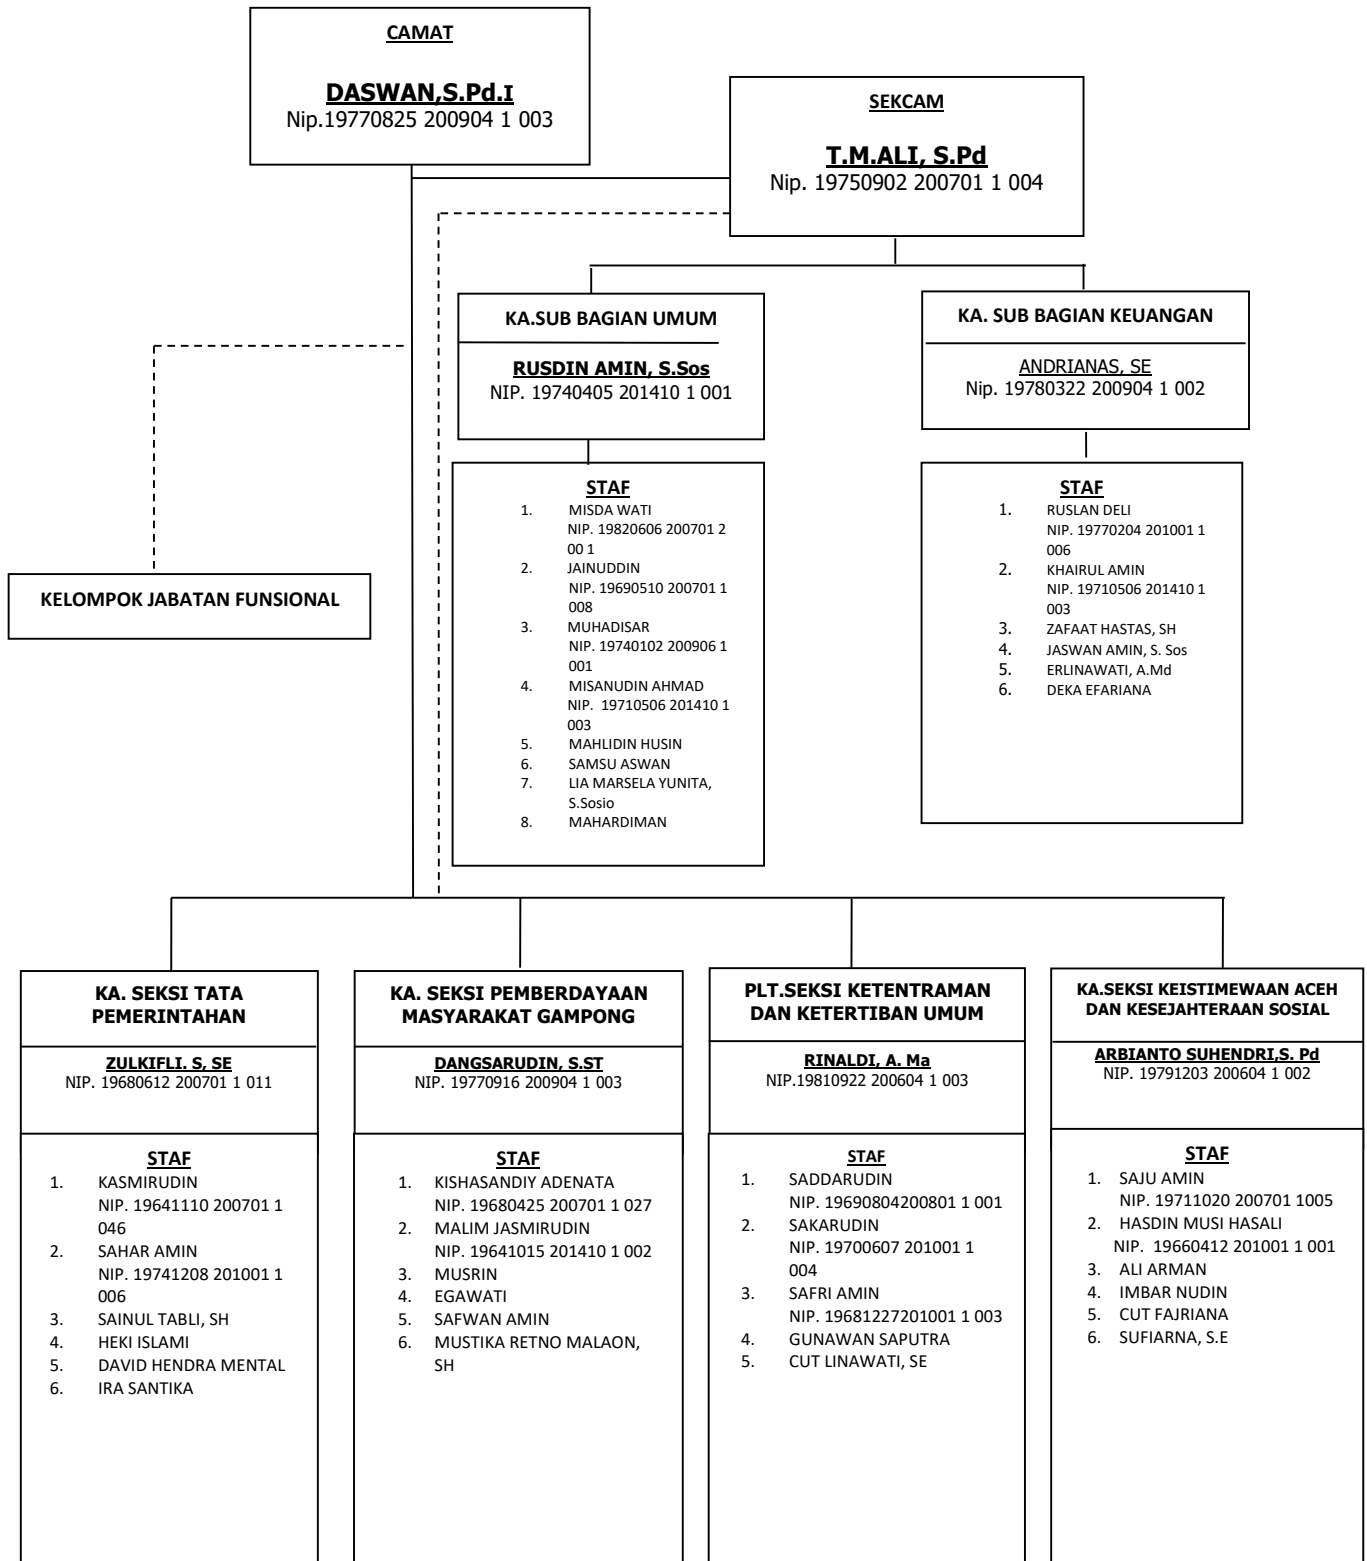 CAMAT
DASWAN,S.Pd.I
Nip.19770825 200904 1 003
SEKCAM
T.M.ALI, S.Pd
Nip. 19750902 200701 1 004
KA.SUB BAGIAN UMUM
RUSDIN AMIN, S.Sos
NIP. 19740405 201410 1 001
KA. SUB BAGIAN KEUANGAN
ANDRIANAS, SE
Nip. 19780322 200904 1 002
STAF
1. MISDA WATI
NIP. 19820606 200701 2
00 1
2. JAINUDDIN
NIP. 19690510 200701 1
008
3. MUHADISAR
NIP. 19740102 200906 1
001
4. MISANUDIN AHMAD
NIP. 19710506 201410 1
003
5. MAHLIDIN HUSIN
6. SAMSU ASWAN
7. LIA MARSELA YUNITA,
S.Sosio
8. MAHARDIMAN
STAF
1. RUSLAN DELI
NIP. 19770204 201001 1
006
2. KHAIRUL AMIN
NIP. 19710506 201410 1
003
3. ZAFAAT HASTAS, SH
4. JASWAN AMIN, S. Sos
5. ERLINAWATI, A.Md
6. DEKA EFARIANA
KELOMPOK JABATAN FUNSIONAL
KA. SEKSI TATA
PEMERINTAHAN
ZULKIFLI. S, SE
NIP. 19680612 200701 1 011
STAF
1. KASMIRUDIN
NIP. 19641110 200701 1
046
2. SAHAR AMIN
NIP. 19741208 201001 1
006
3. SAINUL TABLI, SH
4. HEKI ISLAMI
5. DAVID HENDRA MENTAL
6. IRA SANTIKA
KA. SEKSI PEMBERDAYAAN
MASYARAKAT GAMPONG
DANGSARUDIN, S.ST
NIP. 19770916 200904 1 003
STAF
1. KISHASANDIY ADENATA
NIP. 19680425 200701 1 027
2. MALIM JASMIRUDIN
NIP. 19641015 201410 1 002
3. MUSRIN
4. EGAWATI
5. SAFWAN AMIN
6. MUSTIKA RETNO MALAON,
SH
PLT.SEKSI KETENTRAMAN
DAN KETERTIBAN UMUM
RINALDI, A. Ma
NIP.19810922 200604 1 003
STAF
1. SADDARUDIN
NIP. 19690804200801 1 001
2. SAKARUDIN
NIP. 19700607 201001 1
004
3. SAFRI AMIN
NIP. 19681227201001 1 003
4. GUNAWAN SAPUTRA
5. CUT LINAWATI, SE
KA.SEKSI KEISTIMEWAAN ACEH
DAN KESEJAHTERAAN SOSIAL
ARBIANTO SUHENDRI,S. Pd
NIP. 19791203 200604 1 002
STAF
1. SAJU AMIN
NIP. 19711020 200701 1005
2. HASDIN MUSI HASALI
NIP. 19660412 201001 1 001
3. ALI ARMAN
4. IMBAR NUDIN
5. CUT FAJRIANA
6. SUFIARNA, S.E